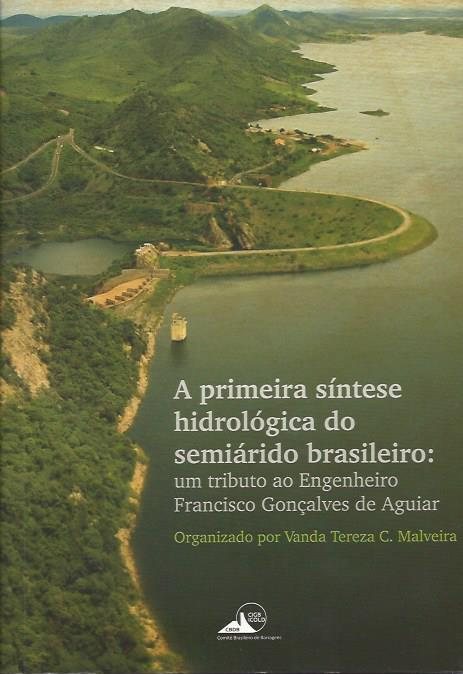 A primeira síntese
hidrológica do
semiárido brasileiro:
um tributo ao Engenheiro
Francisco Gonçalves de Aguiar
Organizado por Vanda Tereza C. Malveira
CIGB
ICOLD
CBDB
Comitê Brasileiro de Barragens